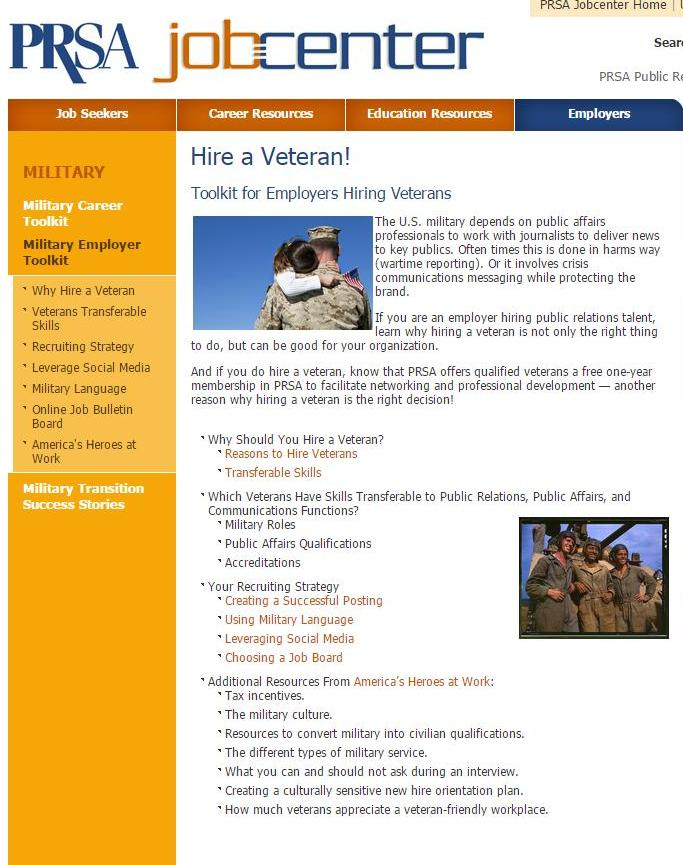 PRSA Jobcenter Home |
PRSA jobcenter
Sear
PRSA Public Re
Job Seekers
Career Resources
Education Resources
Employers
MILITARY
Military Career
Toolkit
Military Employer
Toolkit
Why Hire a Veteran
Veterans Transferable
Skills
Recruiting Strategy
Leverage Social Media
Military Language
Online Job Bulletin
Board
America's Heroes at
Work
Military Transition
Success Stories
Hire a Veteran!
Toolkit for Employers Hiring Veterans
The U.S. military depends on public affairs
professionals to work with journalists to deliver news
to key publics. Often times this is done in harms way
(wartime reporting). Or it involves crisis
communications messaging while protecting the
brand.
If you are an employer hiring public relations talent,
learn why hiring a veteran is not only the right thing
to do, but can be good for your organization.
And if you do hire a veteran, know that PRSA offers qualified veterans a free one-year
membership in PRSA to facilitate networking and professional development — another
reason why hiring a veteran is the right decision!
Why Should You Hire a Veteran?
Reasons to Hire Veterans
Transferable Skills
Which Veterans Have Skills Transferable to Public Relations, Public Affairs, and
Communications Functions?
Military Roles
Public Affairs Qualifications
Accreditations
Your Recruiting Strategy
Creating a Successful Posting
Using Military Language
Leveraging Social Media
Choosing a Job Board
Additional Resources From America's Heroes at Work:
Tax incentives.
The military culture.
Resources to convert military into civilian qualifications.
The different types of military service.
What you can and should not ask during an interview.
Creating a culturally sensitive new hire orientation plan.
How much veterans appreciate a veteran-friendly workplace.